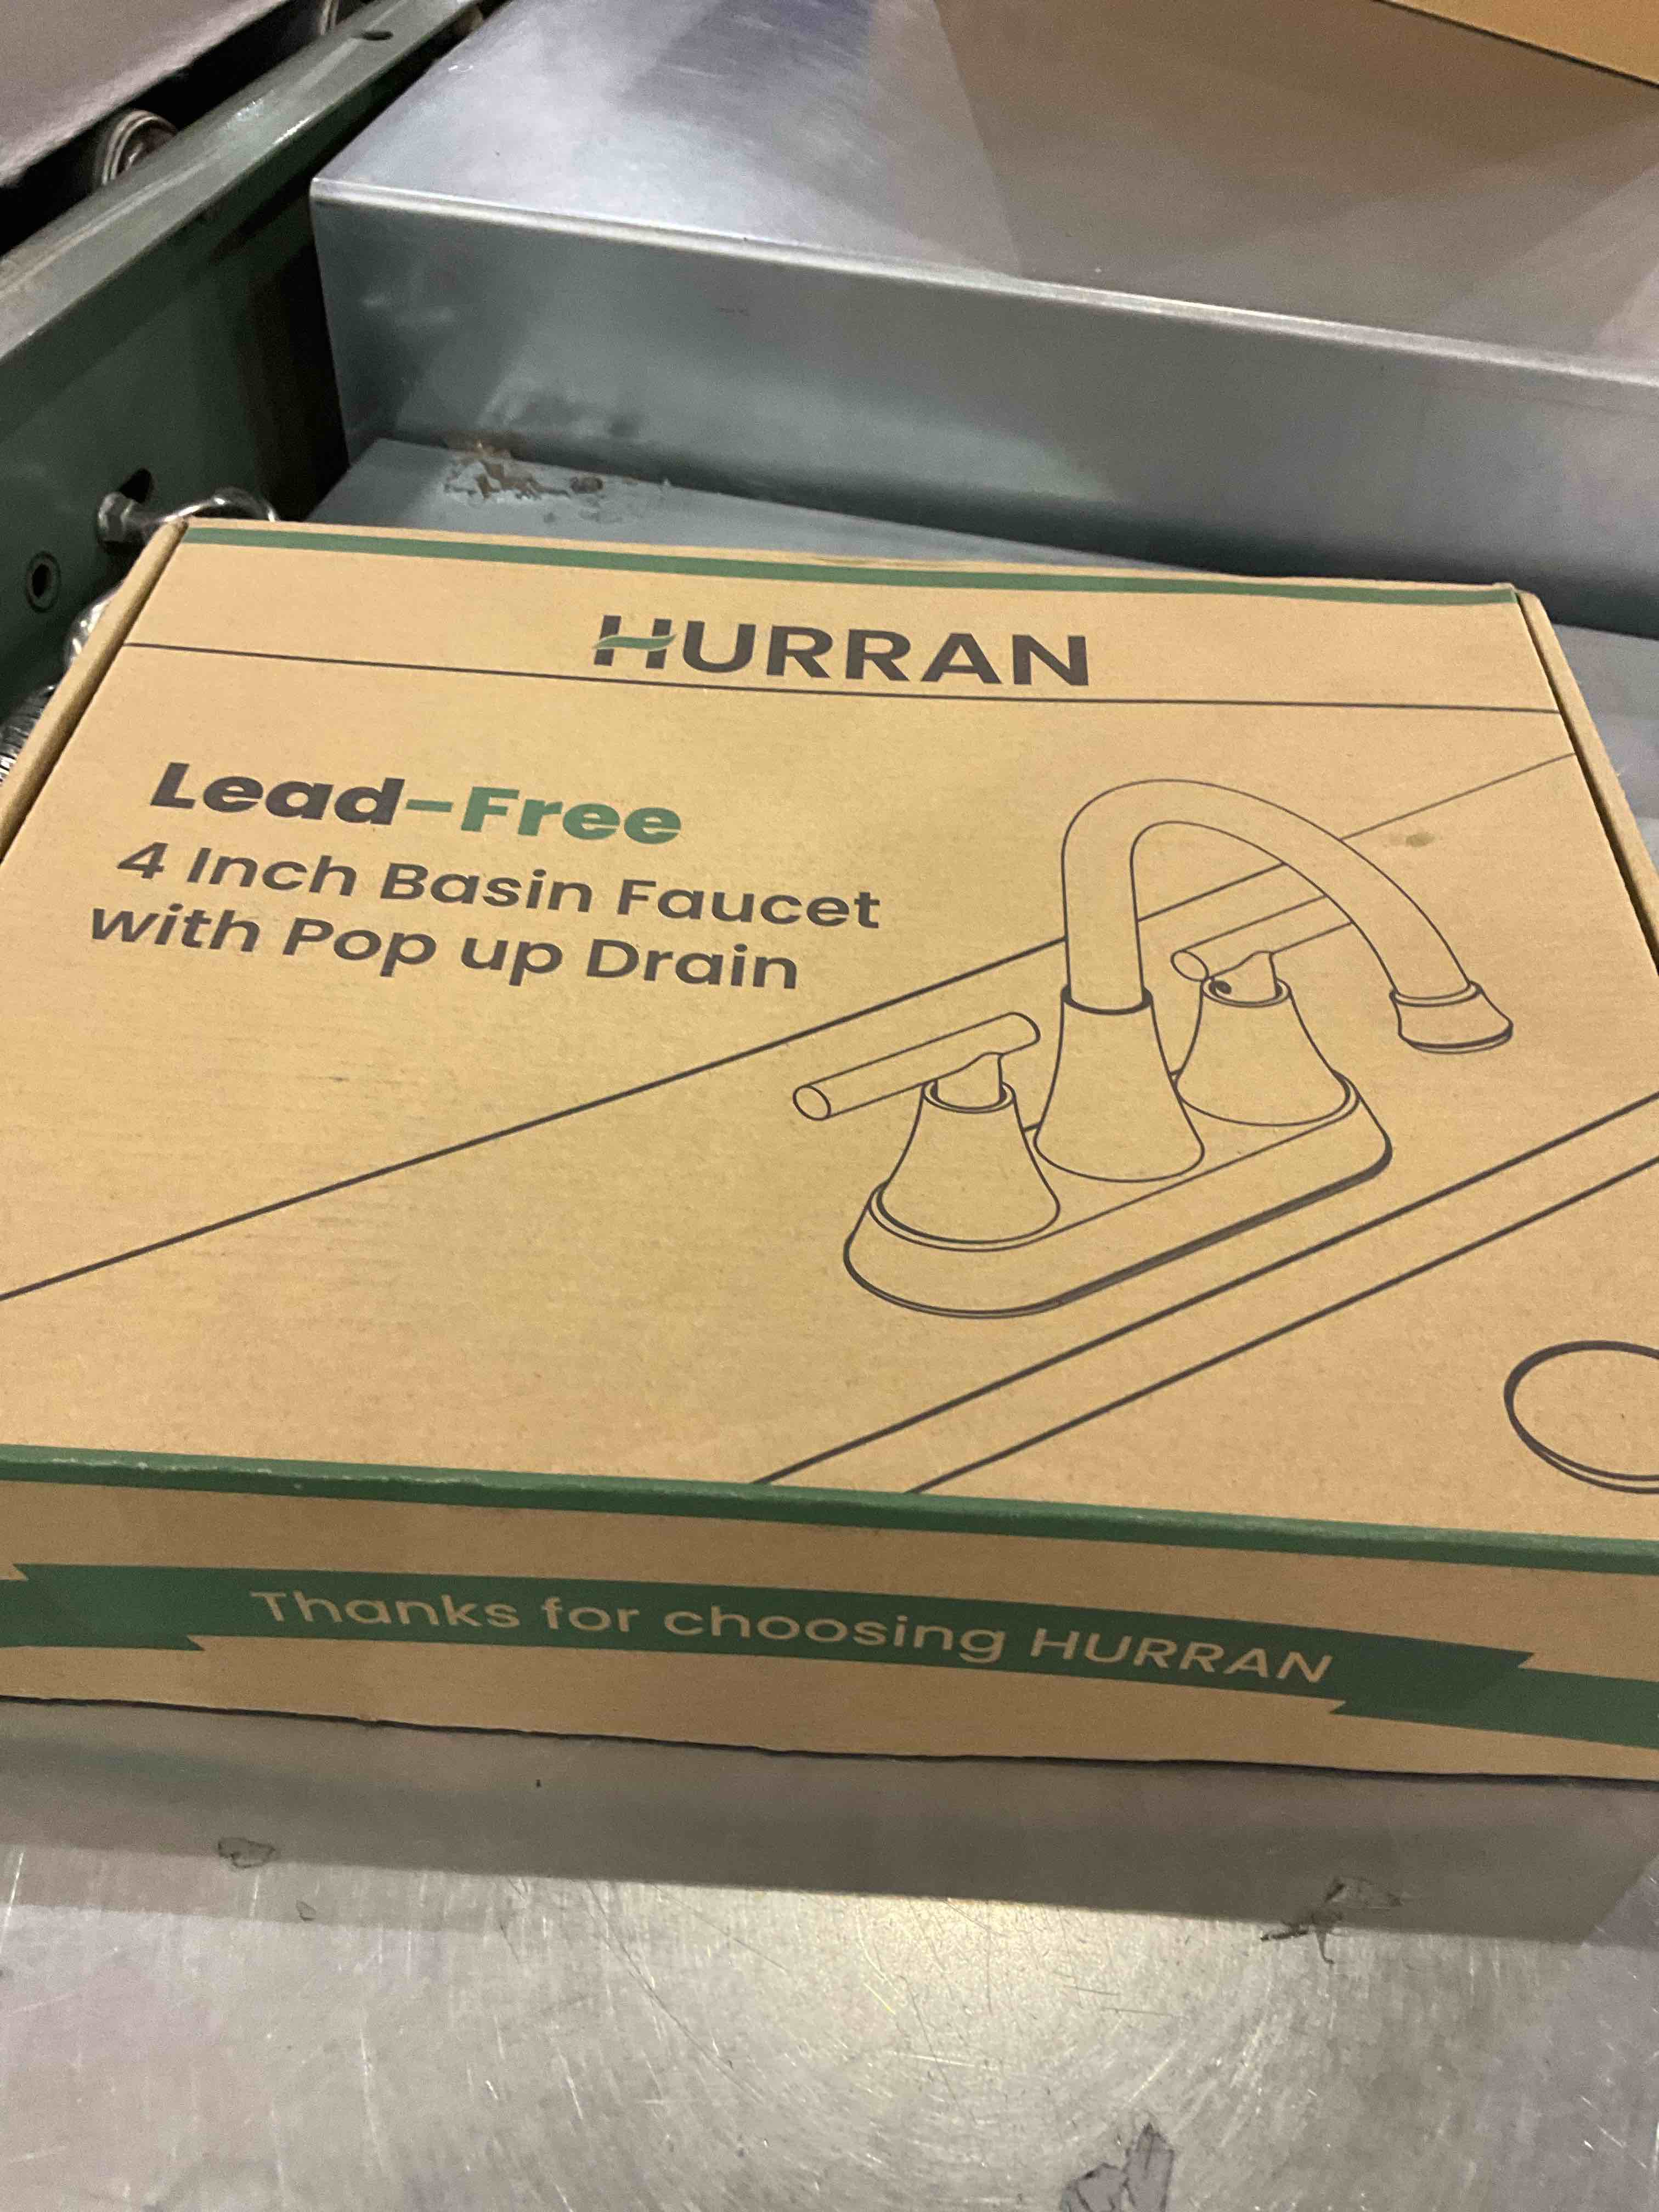 HURRAN
Lead-Free
4 Inch Basin Faucet
with Pop up Drain
Thanks for choosing HURRAN